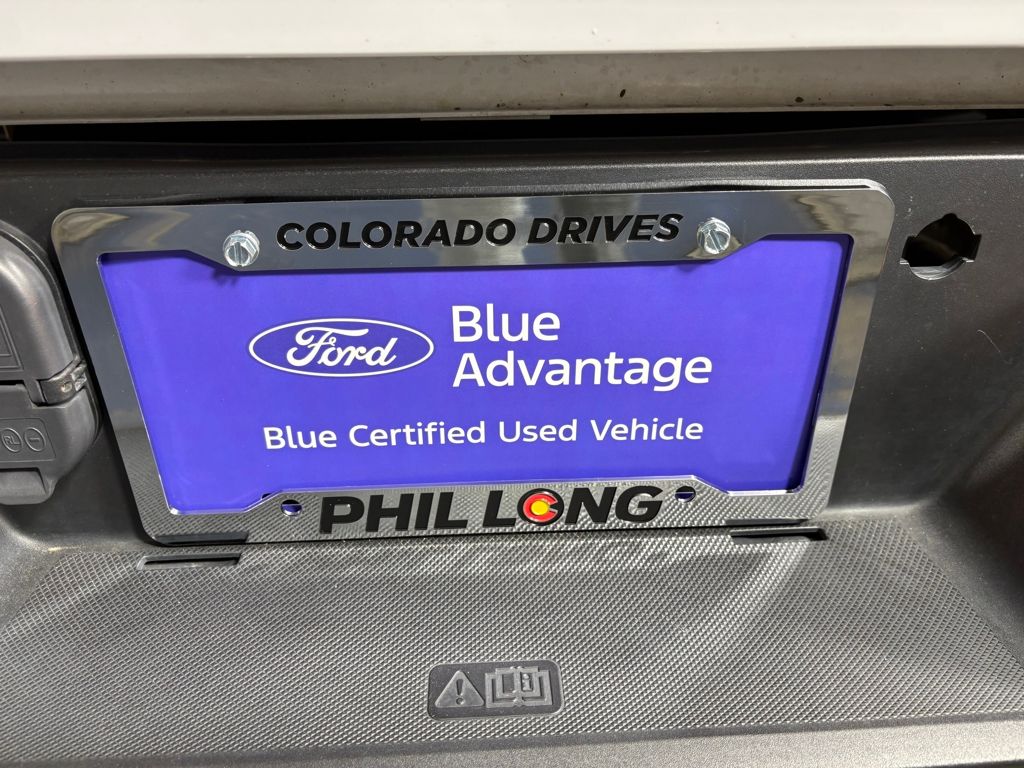 COLORADO DRIVES
Ford
Blue
Advantage
Blue Certified Used Vehicle
PHIL LONG